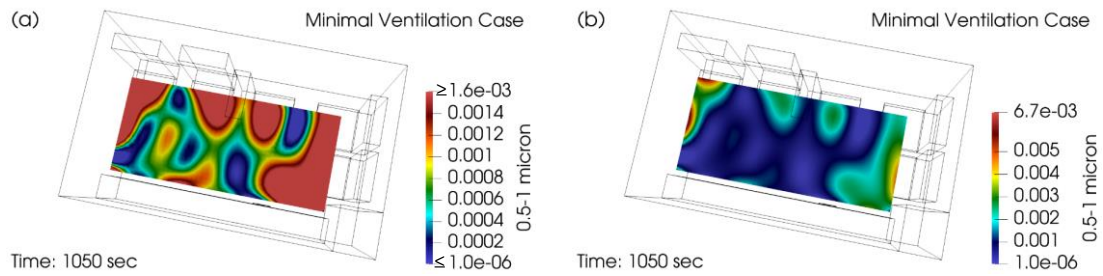 (a) Minimal Ventilation Case
≥ 1.6e-03
0.0014
0.0012
0.001
0.0008
0.0006
0.0004
0.0002
≤ 1.0e-06
0.5-1 micron
Time: 1050 sec
(b) Minimal Ventilation Case
6.7e-03
0.005
0.004
0.003
0.002
0.001
1.0e-06
0.5-1 micron
Time: 1050 sec